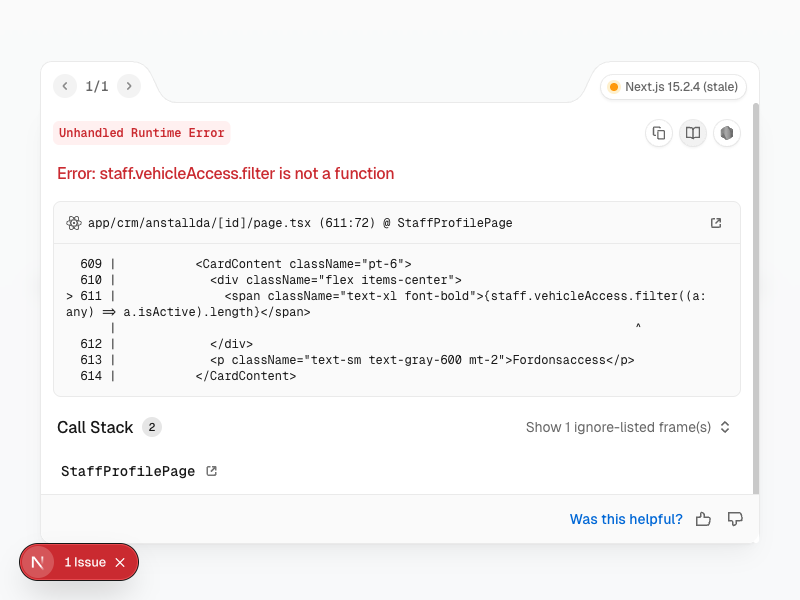 1/1
Next.js 15.2.4 (stale)
Unhandled Runtime Error
Error: staff.vehicleAccess.filter is not a function
app/crm/anstallda/[id]/page.tsx (611:72) @ StaffProfilePage
609 |           <CardContent className="pt-6">
610 |             <div className="flex items-center">
> 611 |               <span className="text-xl font-bold">{staff.vehicleAccess.filter((a:
any) => a.isActive).length}</span>
|                                                                        ^
612 |             </div>
613 |             <p className="text-sm text-gray-600 mt-2">Fordonsaccess</p>
614 |           </CardContent>
Call Stack 2
Show 1 ignore-listed frame(s)
StaffProfilePage
Was this helpful?
N 1 Issue